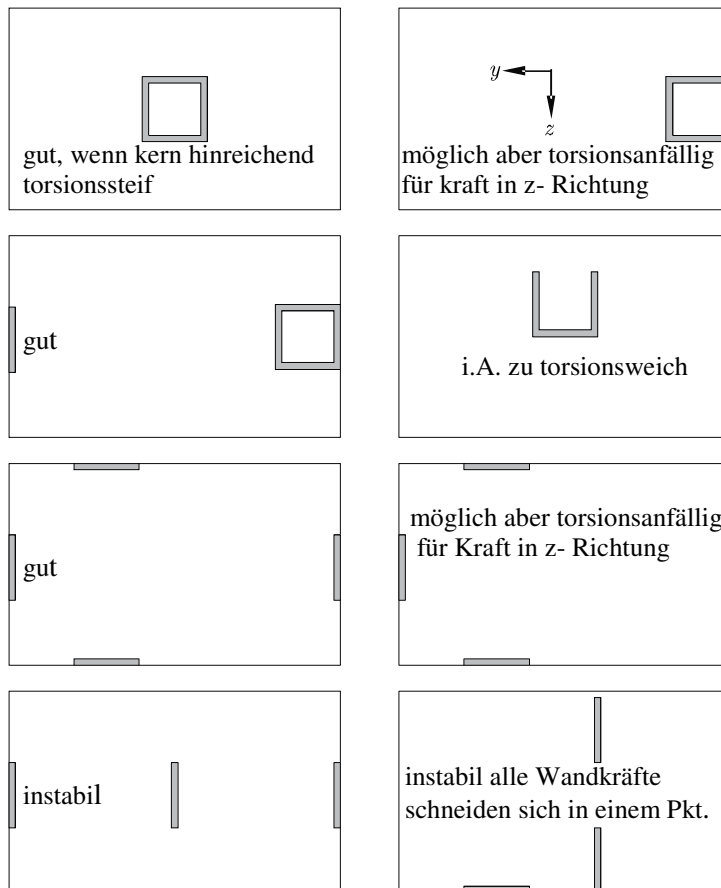 gut, wenn kern hinreichend
torsionssteif
y
z
möglich aber torsionsanfällig
für kraft in z- Richtung
gut
i.A. zu torsionsweich
gut
möglich aber torsionsanfällig
für Kraft in z- Richtung
instabil
instabil alle Wandkräfte
schneiden sich in einem Pkt.